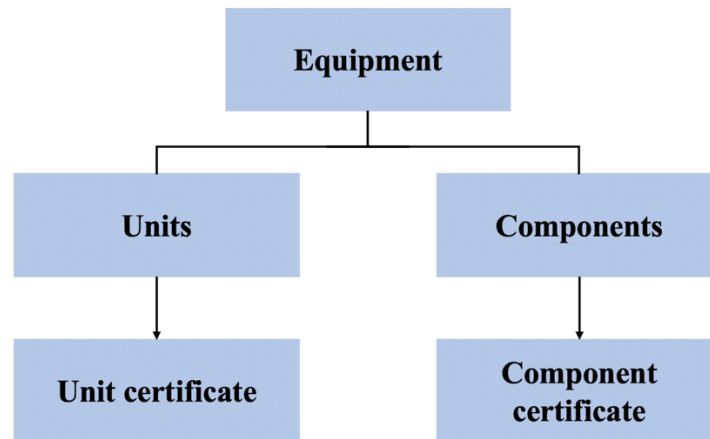 Equipment
Units
Components
Unit certificate
Component
certificate